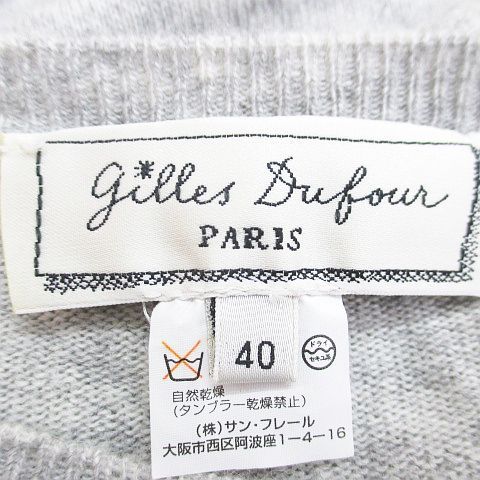 gilles Dufour
PARIS
40
ドライ
セキユ系
自然乾燥
(タンブラー乾燥禁止)
(株)サン・フレール
大阪市西区阿波座1-4-16